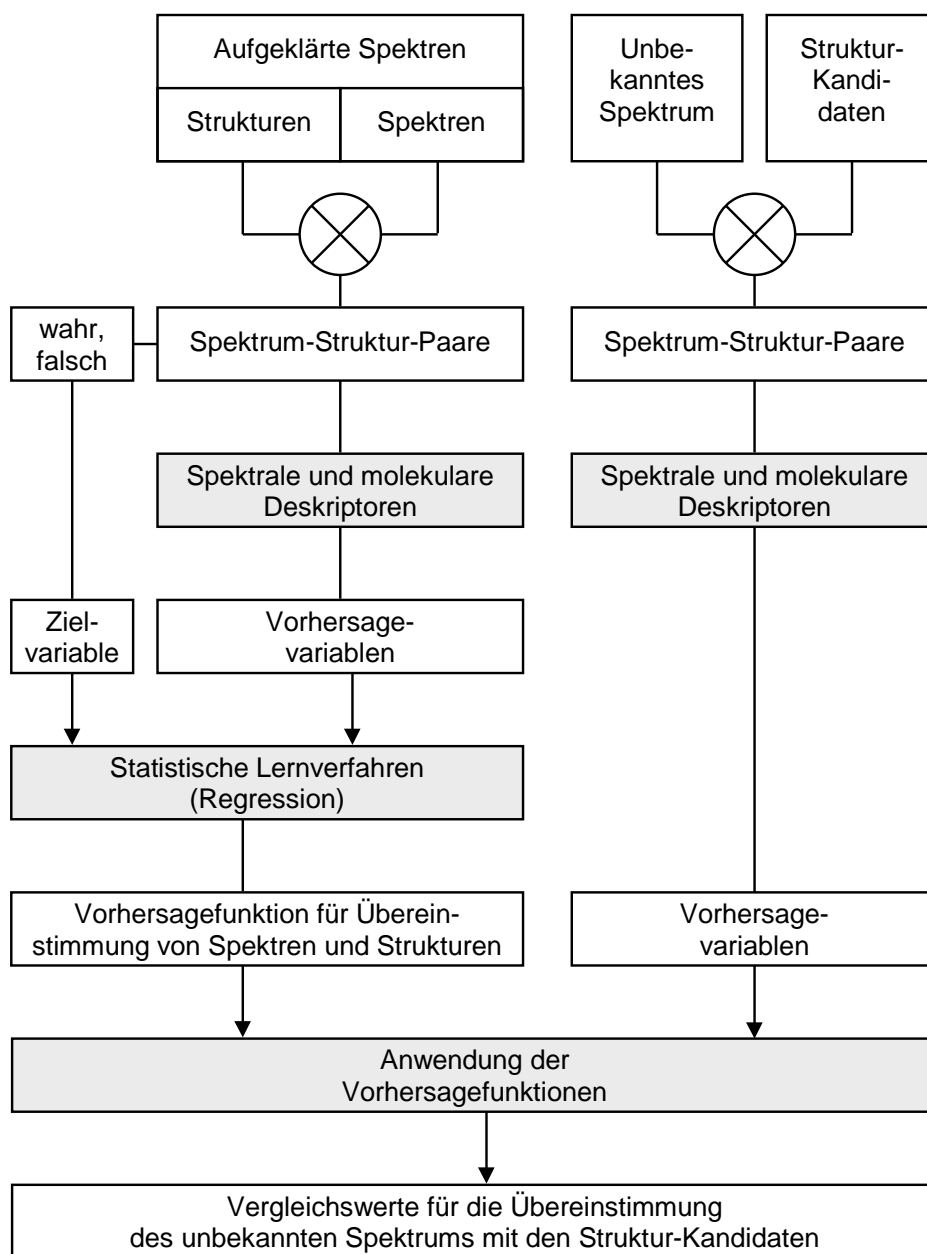 Aufgeklärte Spektren
Strukturen
Spektren
Unbe-
kanntes
Spektrum
Struktur-
Kandi-
daten
wahr,
falsch
Spektrum-Struktur-Paare
Spektrum-Struktur-Paare
Spektrale und molekulare
Deskriptoren
Spektrale und molekulare
Deskriptoren
Ziel-
variable
Vorhersage-
variablen
Statistische Lernverfahren
(Regression)
Vorhersagefunktion für Überein-
stimmung von Spektren und Strukturen
Vorhersage-
variablen
Anwendung der
Vorhersagefunktionen
Vergleichswerte für die Übereinstimmung
des unbekannten Spektrums mit den Struktur-Kandidaten